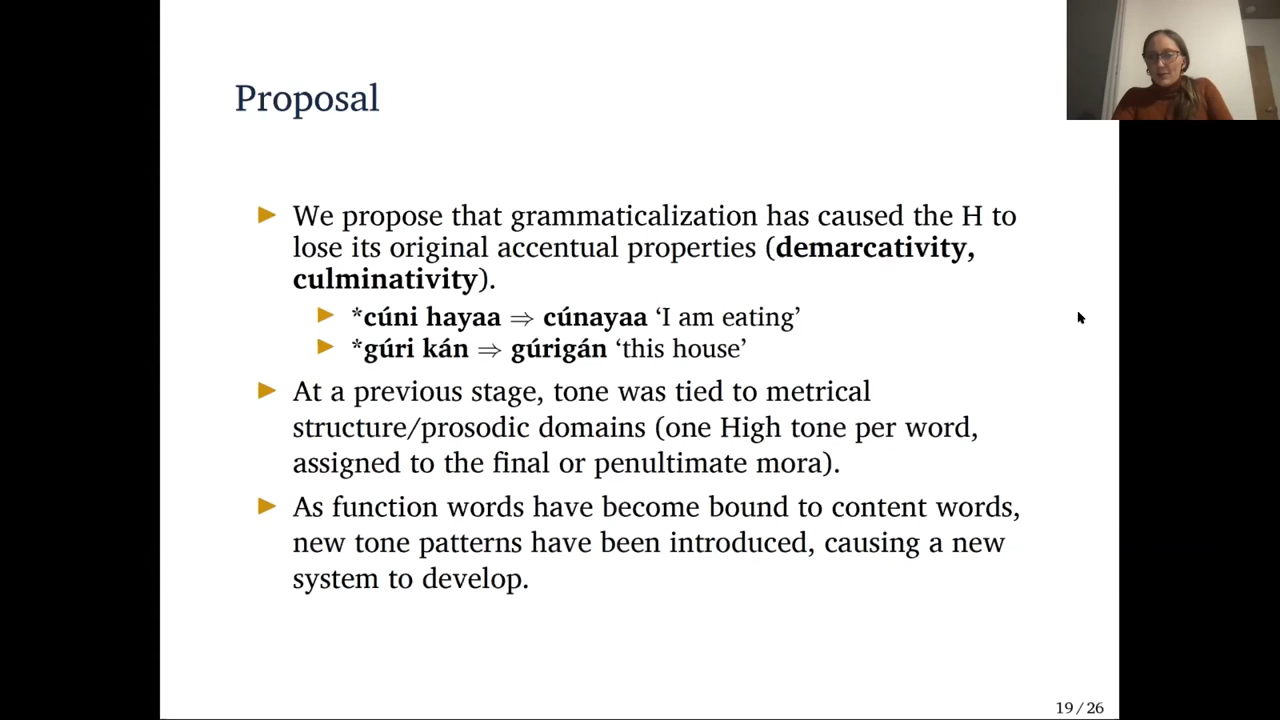 Proposal
► We propose that grammaticalization has caused the H to
lose its original accentual properties (demarcativity,
culminativity).
► *cúni hayaa ⇒ cúnayaa ‘I am eating’
► *gúri kán ⇒ gúrigán ‘this house’
► At a previous stage, tone was tied to metrical
structure/prosodic domains (one High tone per word,
assigned to the final or penultimate mora).
► As function words have become bound to content words,
new tone patterns have been introduced, causing a new
system to develop.
19 / 26